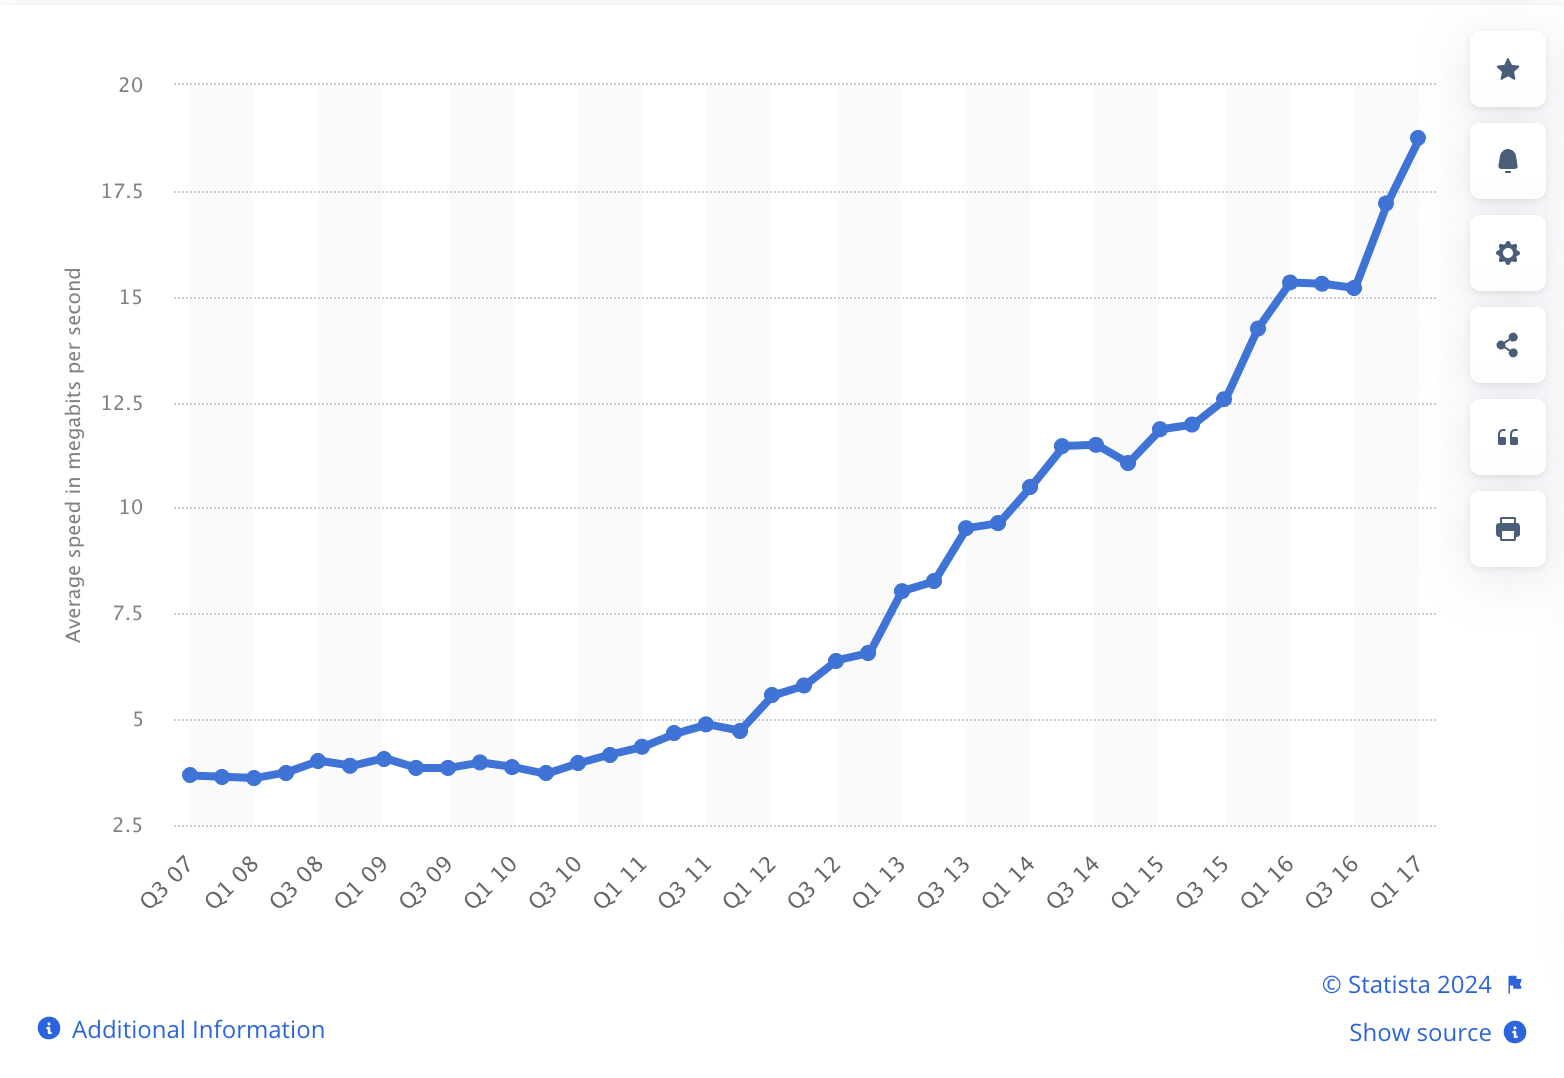 20
17.5
15
12.5
10
7.5
5
2.5
Average speed in megabits per second
Q3 07
Q1 08
Q3 08
Q1 09
Q3 09
Q1 10
Q3 10
Q1 11
Q3 11
Q1 12
Q3 12
Q1 13
Q3 13
Q1 14
Q3 14
Q1 15
Q3 15
Q1 16
Q3 16
Q1 17
© Statista 2024
Additional Information
Show source